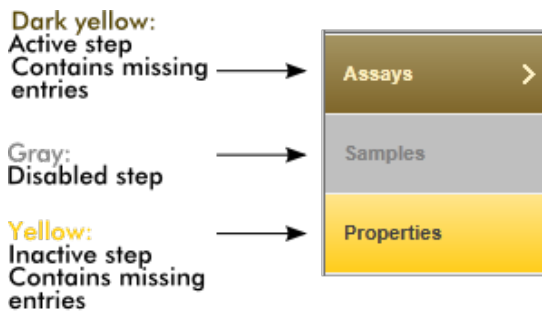 Dark yellow:
Active step
Contains missing
entries
Assays
Gray:
Disabled step
Samples
Yellow:
Inactive step
Contains missing
entries
Properties